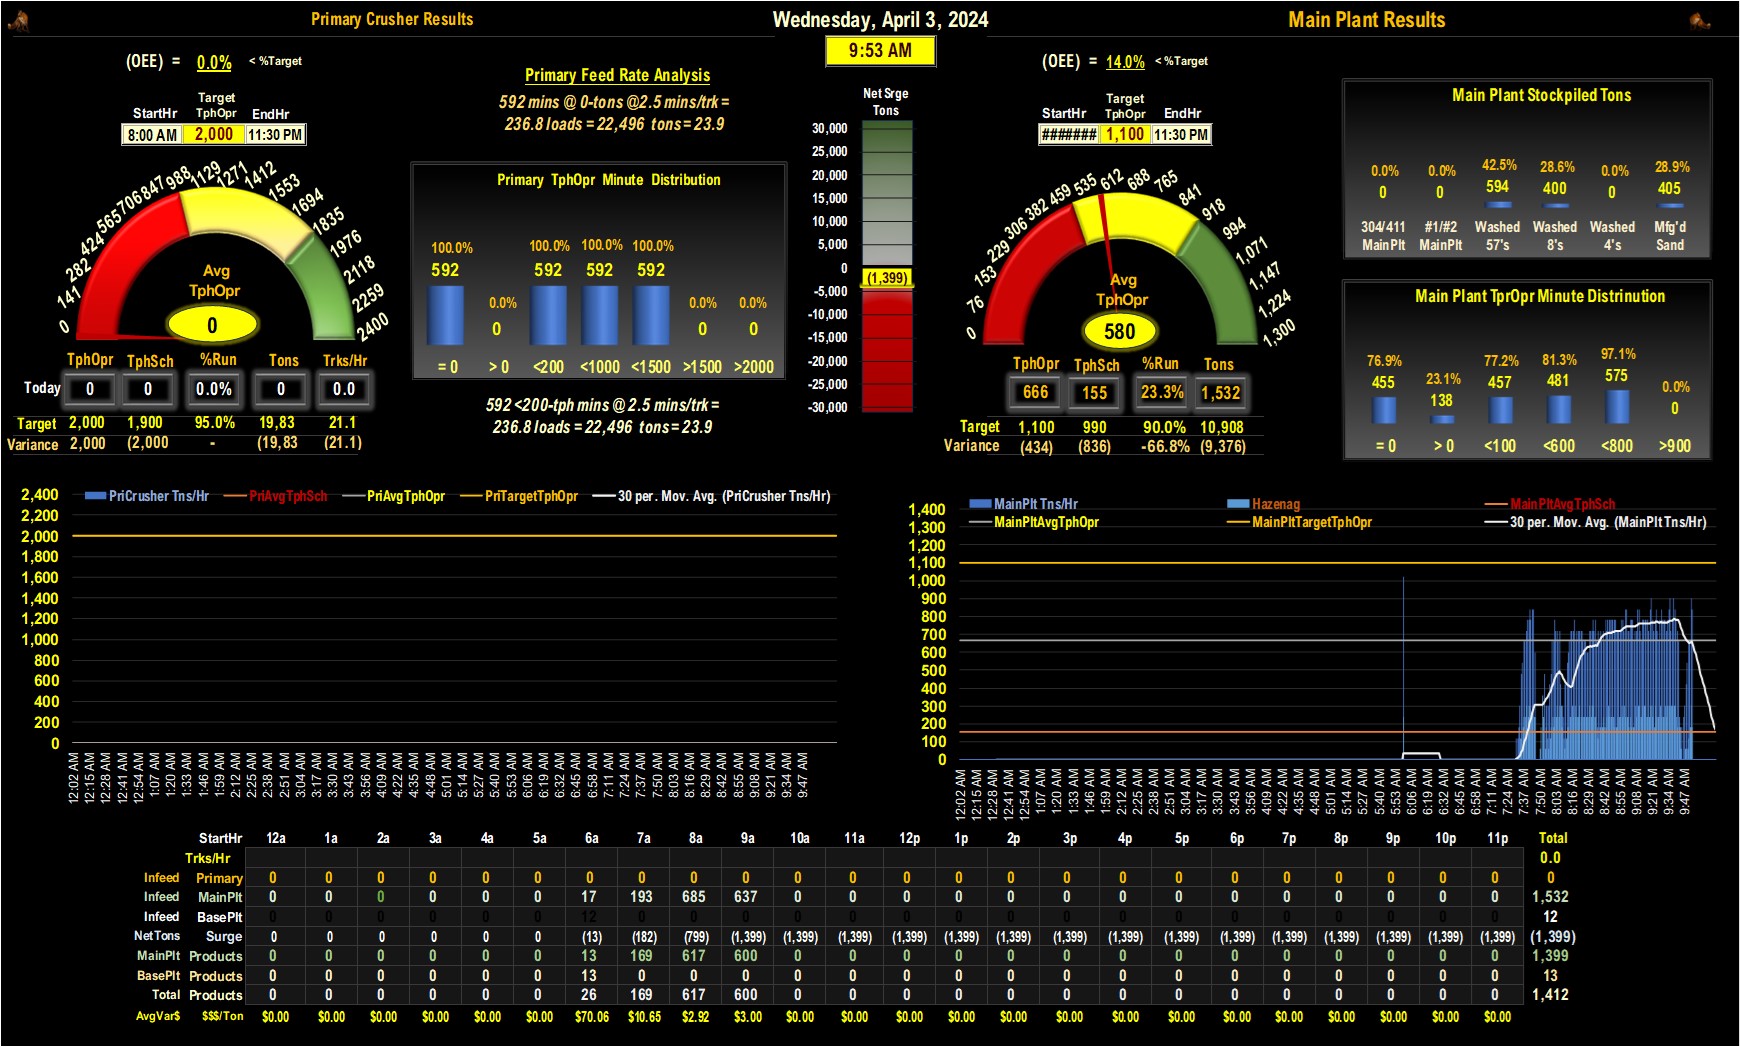 Primary Crusher Results
Wednesday, April 3, 2024
Main Plant Results
9:53 AM
(OEE) = 0.0% < %Target
Target
StartHr TphOpr EndHr
8:00 AM 2,000 11:30 PM
0 141 282 424 565 706 847 988 1129 1271 1412 1553 1694 1835 1976 2118 2259 2400
Avg
TphOpr
0
TphOpr TphSch %Run Tons Trks/Hr
Today 0 0 0.0% 0 0.0
Target 2,000 1,900 95.0% 19,83 21.1
Variance 2,000 (2,000 - (19,83 (21.1)
Primary Feed Rate Analysis
592 mins @ 0-tons @2.5 mins/trk =
236.8 loads = 22,496 tons = 23.9
Primary TphOpr Minute Distribution
100.0% 0.0% 100.0% 100.0% 100.0% 0.0% 0.0%
592 0 592 592 592 0 0
= 0 > 0 <200 <1000 <1500 >1500 >2000
592 <200-tph mins @ 2.5 mins/trk =
236.8 loads = 22,496 tons = 23.9
Net Srge
Tons
30,000
25,000
20,000
15,000
10,000
5,000
0
(1,399)
-5,000
-10,000
-15,000
-20,000
-25,000
-30,000
(OEE) = 14.0% < %Target
Target
StartHr TphOpr EndHr
####### 1,100 11:30 PM
0 76 153 229 306 382 459 535 612 688 765 841 918 994 1,071 1,147 1,224 1,300
Avg
TphOpr
580
TphOpr TphSch %Run Tons
666 155 23.3% 1,532
Target 1,100 990 90.0% 10,908
Variance (434) (836) -66.8% (9,376)
Main Plant Stockpiled Tons
0.0% 0.0% 42.5% 28.6% 0.0% 28.9%
0 0 594 400 0 405
304/411 #1/#2 Washed Washed Washed Mfg'd
MainPlt MainPlt 57's 8's 4's Sand
Main Plant TprOpr Minute Distrinution
76.9% 23.1% 77.2% 81.3% 97.1% 0.0%
455 138 457 481 575 0
= 0 > 0 <100 <600 <800 >900
PriCrusher Tns/Hr PriAvgTphSch PriAvgTphOpr PriTargetTphOpr 30 per. Mov. Avg. (PriCrusher Tns/Hr)
2,400
2,200
2,000
1,800
1,600
1,400
1,200
1,000
800
600
400
200
0
12:02 AM 12:15 AM 12:28 AM 12:41 AM 12:54 AM 1:07 AM 1:20 AM 1:33 AM 1:46 AM 1:59 AM 2:12 AM 2:25 AM 2:38 AM 2:51 AM 3:04 AM 3:17 AM 3:30 AM 3:43 AM 3:56 AM 4:09 AM 4:22 AM 4:35 AM 4:48 AM 5:01 AM 5:14 AM 5:27 AM 5:40 AM 5:53 AM 6:06 AM 6:19 AM 6:32 AM 6:45 AM 6:58 AM 7:11 AM 7:24 AM 7:37 AM 7:50 AM 8:03 AM 8:16 AM 8:29 AM 8:42 AM 8:55 AM 9:08 AM 9:21 AM 9:34 AM 9:47 AM
MainPlt Tns/Hr Hazenag MainPltAvgTphSch
MainPltAvgTphOpr MainPltTargetTphOpr 30 per. Mov. Avg. (MainPlt Tns/Hr)
1,400
1,300
1,200
1,100
1,000
900
800
700
600
500
400
300
200
100
0
12:02 AM 12:15 AM 12:28 AM 12:41 AM 12:54 AM 1:07 AM 1:20 AM 1:33 AM 1:46 AM 1:59 AM 2:12 AM 2:25 AM 2:38 AM 2:51 AM 3:04 AM 3:17 AM 3:30 AM 3:43 AM 3:56 AM 4:09 AM 4:22 AM 4:35 AM 4:48 AM 5:01 AM 5:14 AM 5:27 AM 5:40 AM 5:53 AM 6:06 AM 6:19 AM 6:32 AM 6:45 AM 6:58 AM 7:11 AM 7:24 AM 7:37 AM 7:50 AM 8:03 AM 8:16 AM 8:29 AM 8:42 AM 8:55 AM 9:08 AM 9:21 AM 9:34 AM 9:47 AM
StartHr 12a 1a 2a 3a 4a 5a 6a 7a 8a 9a 10a 11a 12p 1p 2p 3p 4p 5p 6p 7p 8p 9p 10p 11p Total
Trks/Hr 0.0
Infeed Primary 0 0 0 0 0 0 0 0 0 0 0 0 0 0 0 0 0 0 0 0 0 0 0 0 0
Infeed MainPlt 0 0 0 0 0 0 17 193 685 637 0 0 0 0 0 0 0 0 0 0 0 0 0 0 1,532
Infeed BasePlt 0 0 0 0 0 0 12 0 0 0 0 0 0 0 0 0 0 0 0 0 0 0 0 0 12
NetTons Surge 0 0 0 0 0 0 (13) (182) (799) (1,399) (1,399) (1,399) (1,399) (1,399) (1,399) (1,399) (1,399) (1,399) (1,399) (1,399) (1,399) (1,399) (1,399) (1,399) (1,399)
MainPlt Products 0 0 0 0 0 0 13 169 617 600 0 0 0 0 0 0 0 0 0 0 0 0 0 0 1,399
BasePlt Products 0 0 0 0 0 0 13 0 0 0 0 0 0 0 0 0 0 0 0 0 0 0 0 0 13
Total Products 0 0 0 0 0 0 26 169 617 600 0 0 0 0 0 0 0 0 0 0 0 0 0 0 1,412
AvgVar$ $$$/Ton $0.00 $0.00 $0.00 $0.00 $0.00 $0.00 $70.06 $10.65 $2.92 $3.00 $0.00 $0.00 $0.00 $0.00 $0.00 $0.00 $0.00 $0.00 $0.00 $0.00 $0.00 $0.00 $0.00 $0.00